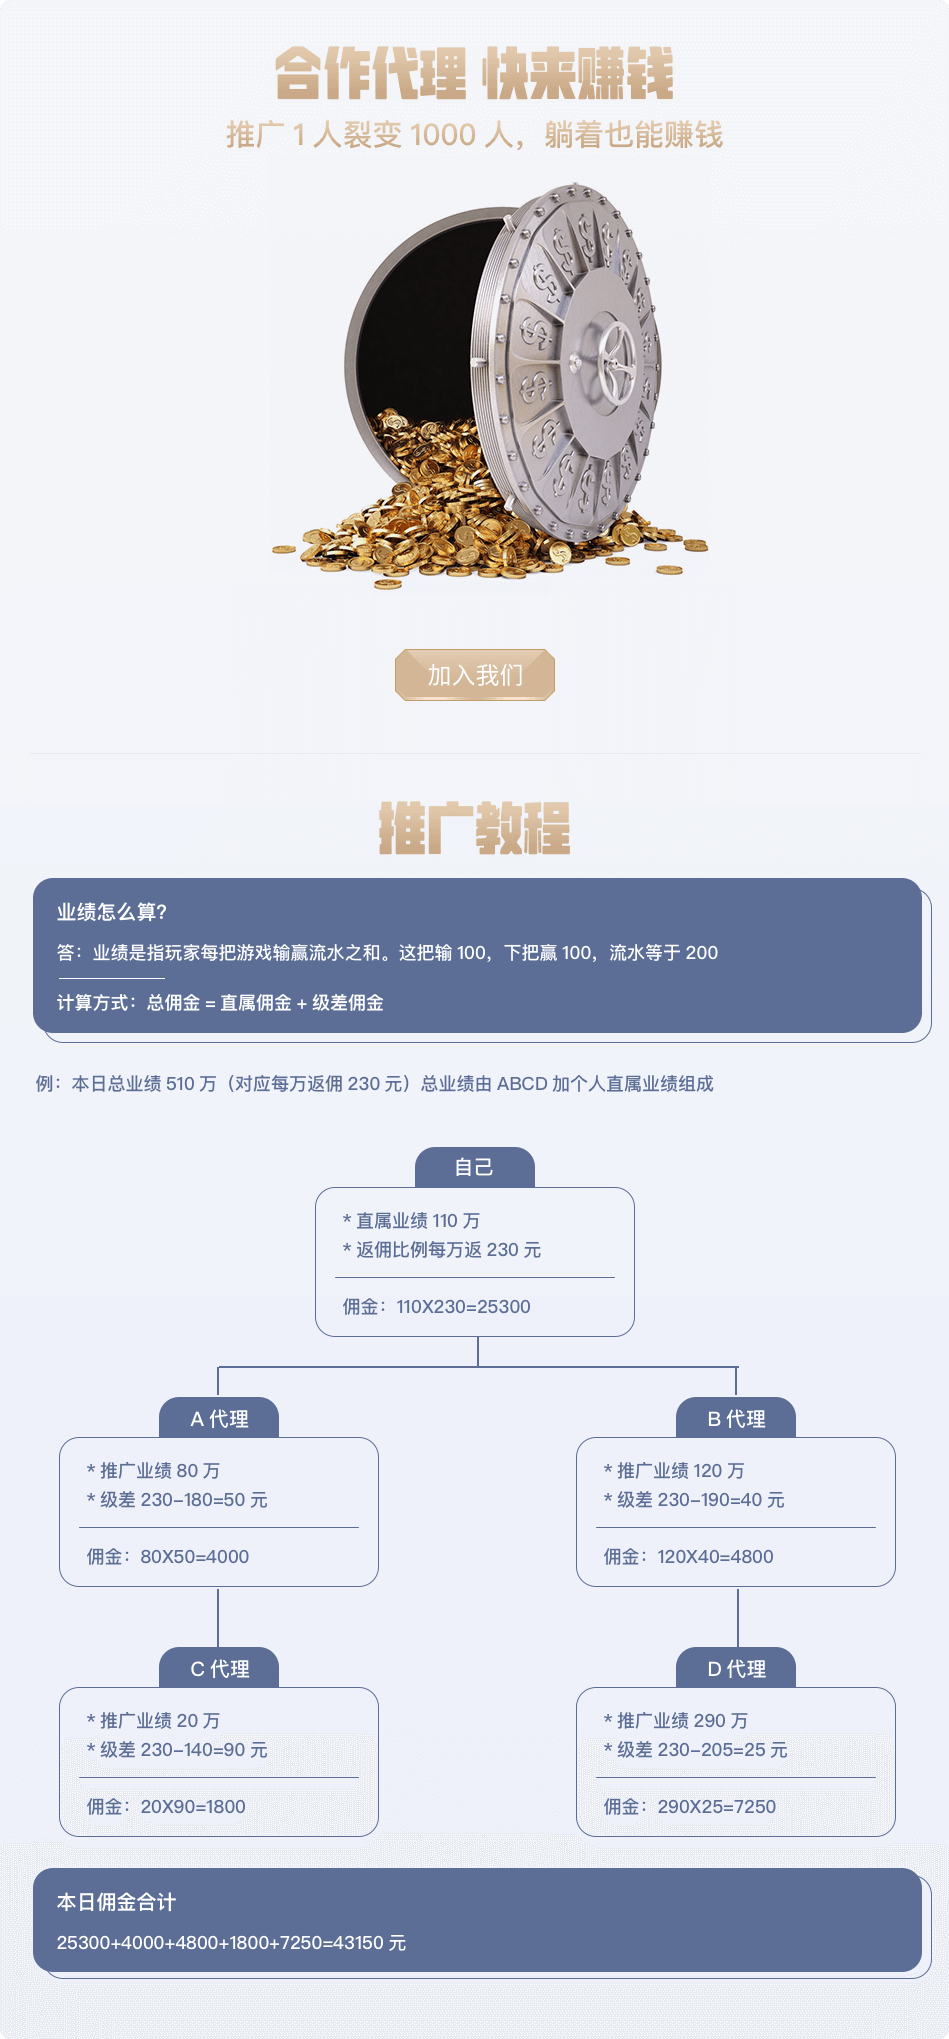 合作代理 快来赚钱
推广 1 人裂变 1000 人，躺着也能赚钱
加入我们
推广教程
业绩怎么算?
答：业绩是指玩家每把游戏输赢流水之和。这把输 100，下把赢 100，流水等于 200
计算方式：总佣金 = 直属佣金 + 级差佣金
例：本日总业绩 510 万（对应每万返佣 230 元）总业绩由 ABCD 加个人直属业绩组成
自己
* 直属业绩 110 万
* 返佣比例每万返 230 元
佣金：110X230=25300
A 代理
* 推广业绩 80 万
* 级差 230-180=50 元
佣金：80X50=4000
B 代理
* 推广业绩 120 万
* 级差 230-190=40 元
佣金：120X40=4800
C 代理
* 推广业绩 20 万
* 级差 230-140=90 元
佣金：20X90=1800
D 代理
* 推广业绩 290 万
* 级差 230-205=25 元
佣金：290X25=7250
本日佣金合计
25300+4000+4800+1800+7250=43150 元